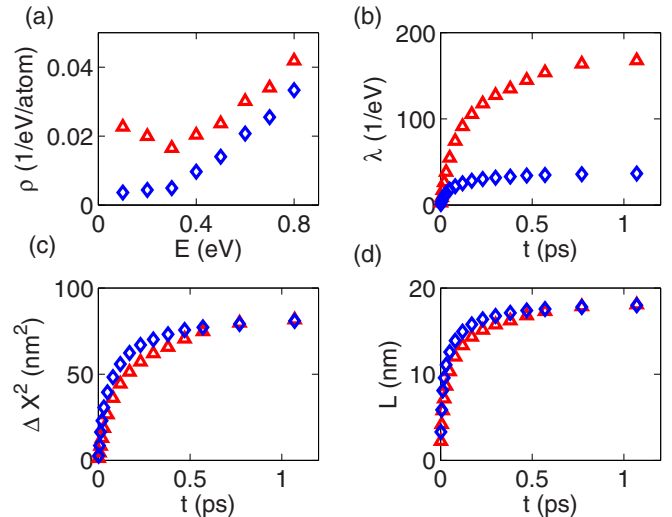 (a)
ρ (1/eV/atom)
0.04
0.02
0
0 0.4 0.8
E (eV)
(b)
λ (1/eV)
200
100
0
0 0.5 1
t (ps)
(c)
Δ X² (nm²)
100
50
0
0 0.5 1
t (ps)
(d)
L (nm)
20
10
0
0 0.5 1
t (ps)